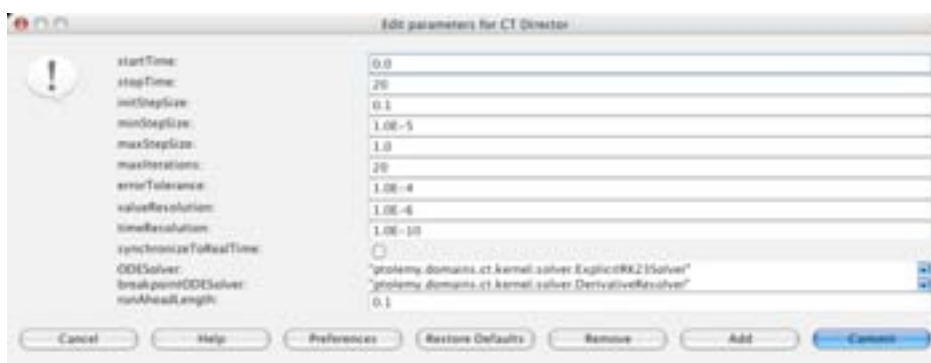 Edit parameters for CT Director
!
startTime: 0.0
stopTime: 20
initStepSize: 0.1
minStepSize: 1.0E-5
maxStepSize: 1.0
maxIterations: 20
errorTolerance: 1.0E-4
valueResolution: 1.0E-6
timeResolution: 1.0E-10
synchronizeToRealTime:
ODESolver: "ptolemy.domains.ct.kernel.solver.ExplicitRK23Solver"
breakpointODESolver: "ptolemy.domains.ct.kernel.solver.DerivativeResolver"
runAheadLength: 0.1
Cancel Help Preferences Restore Defaults Remove Add Commit